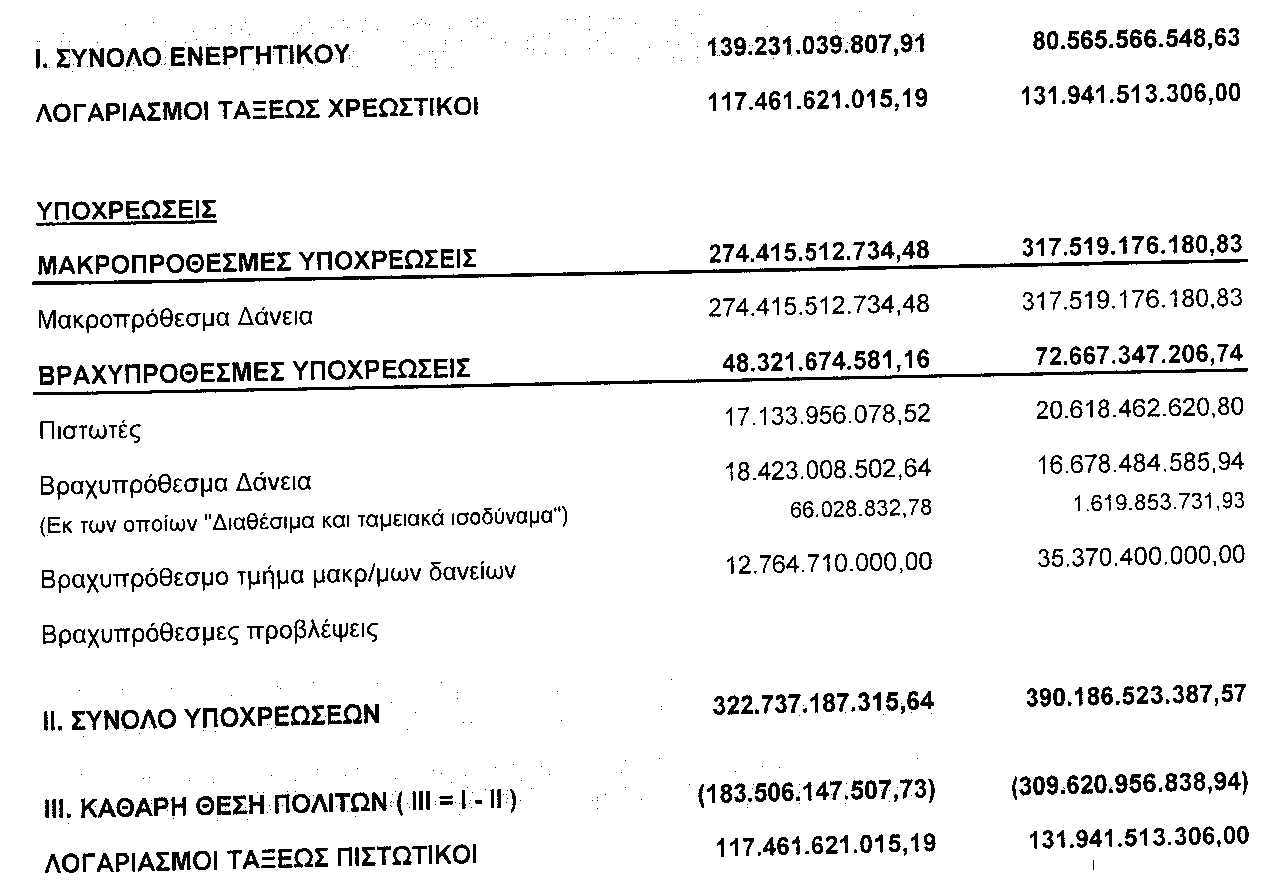 Ι. ΣΥΝΟΛΟ ΕΝΕΡΓΗΤΙΚΟΥ 139.231.039.807,91 80.565.566.548,63
ΛΟΓΑΡΙΑΣΜΟΙ ΤΑΞΕΩΣ ΧΡΕΩΣΤΙΚΟΙ 117.461.621.015,19 131.941.513.306,00
ΥΠΟΧΡΕΩΣΕΙΣ
ΜΑΚΡΟΠΡΟΘΕΣΜΕΣ ΥΠΟΧΡΕΩΣΕΙΣ 274.415.512.734,48 317.519.176.180,83
Μακροπρόθεσμα Δάνεια 274.415.512.734,48 317.519.176.180,83
ΒΡΑΧΥΠΡΟΘΕΣΜΕΣ ΥΠΟΧΡΕΩΣΕΙΣ 48.321.674.581,16 72.667.347.206,74
Πιστωτές 17.133.956.078,52 20.618.462.620,80
Βραχυπρόθεσμα Δάνεια 18.423.008.502,64 16.678.484.585,94
(Εκ των οποίων "Διαθέσιμα και ταμειακά ισοδύναμα") 66.028.832,78 1.619.853.731,93
Βραχυπρόθεσμο τμήμα μακρ/μων δανείων 12.764.710.000,00 35.370.400.000,00
Βραχυπρόθεσμες προβλέψεις
ΙΙ. ΣΥΝΟΛΟ ΥΠΟΧΡΕΩΣΕΩΝ 322.737.187.315,64 390.186.523.387,57
ΙΙΙ. ΚΑΘΑΡΗ ΘΕΣΗ ΠΟΛΙΤΩΝ ( ΙΙΙ = Ι - ΙΙ ) (183.506.147.507,73) (309.620.956.838,94)
ΛΟΓΑΡΙΑΣΜΟΙ ΤΑΞΕΩΣ ΠΙΣΤΩΤΙΚΟΙ 117.461.621.015,19 131.941.513.306,00